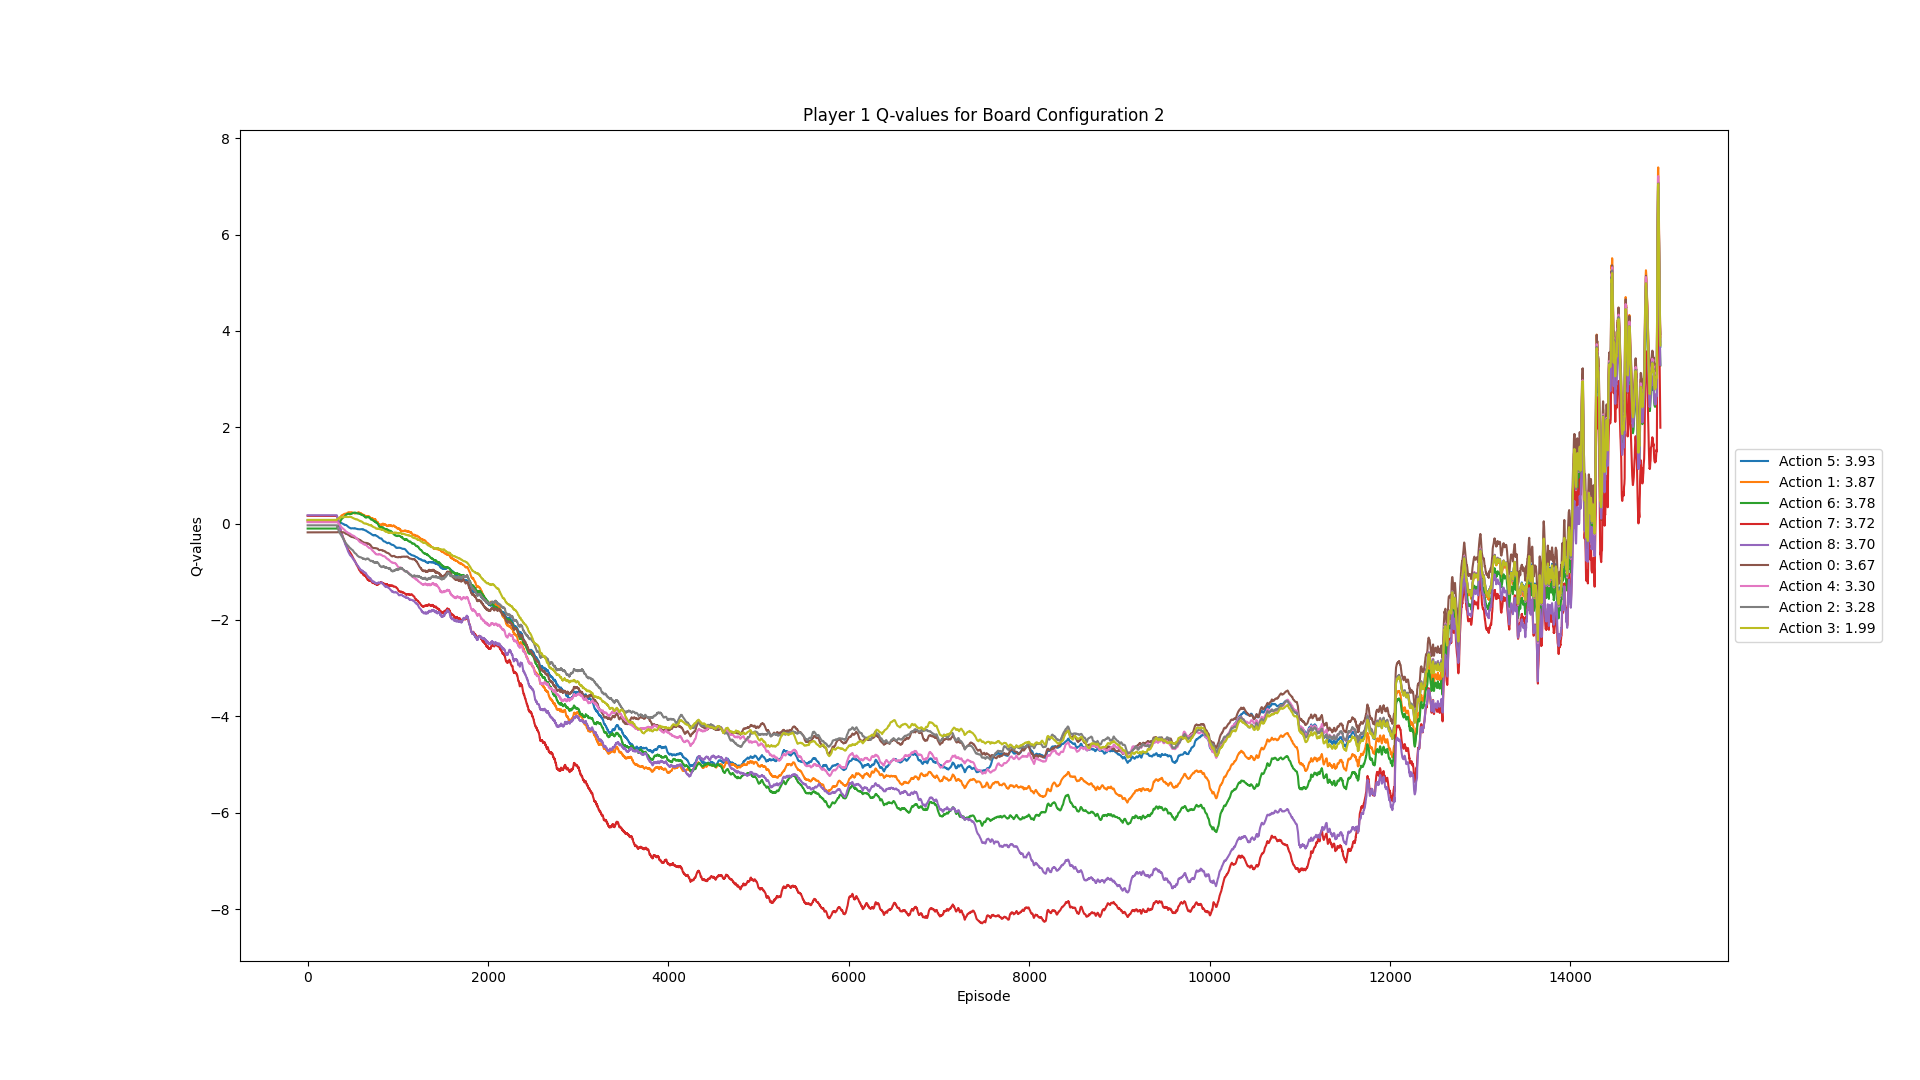 Player 1 Q-values for Board Configuration 2
8
6
4
2
0
−2
−4
−6
−8
Q-values
0 2000 4000 6000 8000 10000 12000 14000
Episode
Action 5: 3.93
Action 1: 3.87
Action 6: 3.78
Action 7: 3.72
Action 8: 3.70
Action 0: 3.67
Action 4: 3.30
Action 2: 3.28
Action 3: 1.99